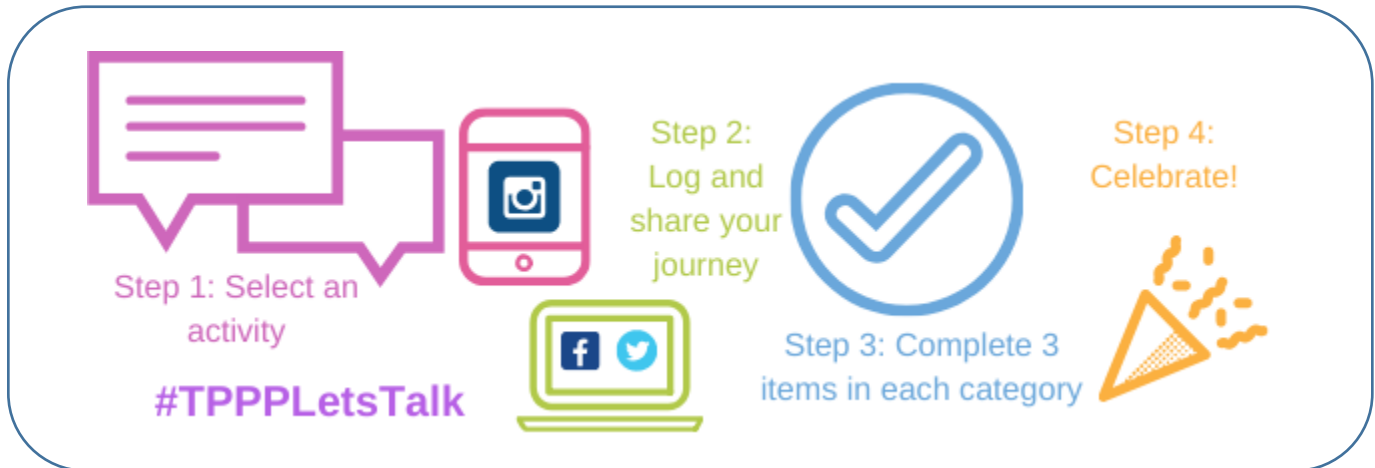 Step 1: Select an
activity
#TPPPLetsTalk
Step 2:
Log and
share your
journey
Step 3: Complete 3
items in each category
Step 4:
Celebrate!